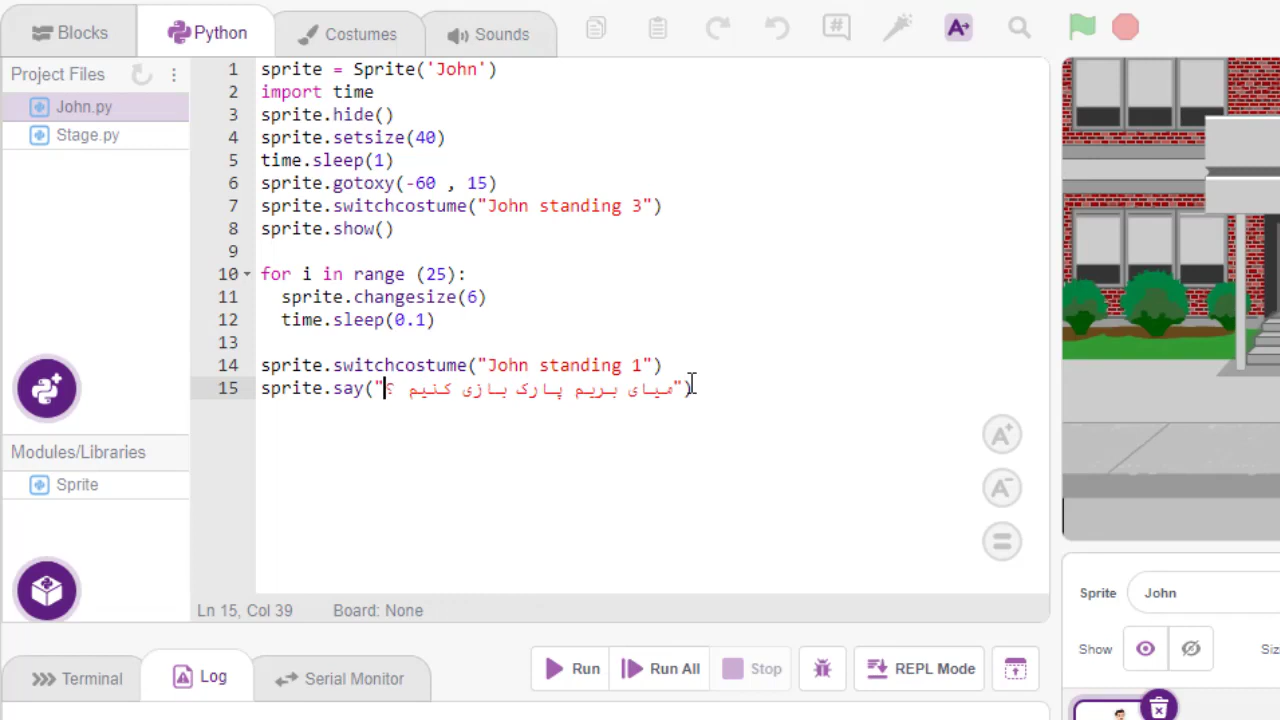 Blocks
Python
Costumes
Sounds
Project Files
John.py
Stage.py
1 sprite = Sprite('John')
2 import time
3 sprite.hide()
4 sprite.setsize(40)
5 time.sleep(1)
6 sprite.gotoxy(-60 , 15)
7 sprite.switchcostume("John standing 3")
8 sprite.show()
9
10 for i in range (25):
11 sprite.changesize(6)
12 time.sleep(0.1)
13
14 sprite.switchcostume("John standing 1")
15 sprite.say("میای بریم پارک بازی کنیم ؟")
Modules/Libraries
Sprite
A+
A-
=
Ln 15, Col 39 Board: None
Terminal
Log
Serial Monitor
Run
Run All
Stop
REPL Mode
Sprite John
Show